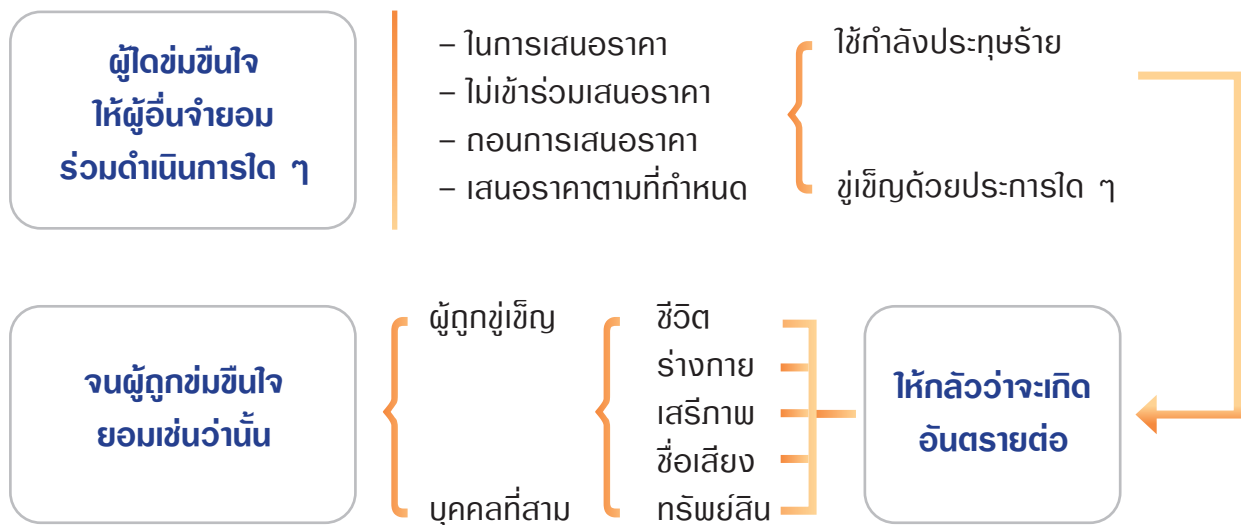 ผู้ใดข่มขืนใจ
ให้ผู้อื่นจำยอม
ร่วมดำเนินการใด ๆ
– ในการเสนอราคา
– ไม่เข้าร่วมเสนอราคา
– ถอนการเสนอราคา
– เสนอราคาตามที่กำหนด
ใช้กำลังประทุษร้าย
ขู่เข็ญด้วยประการใด ๆ
ให้กลัวว่าจะเกิด
อันตรายต่อ
ชีวิต
ร่างกาย
เสรีภาพ
ชื่อเสียง
ทรัพย์สิน
ผู้ถูกขู่เข็ญ
บุคคลที่สาม
จนผู้ถูกข่มขืนใจ
ยอมเช่นว่านั้น